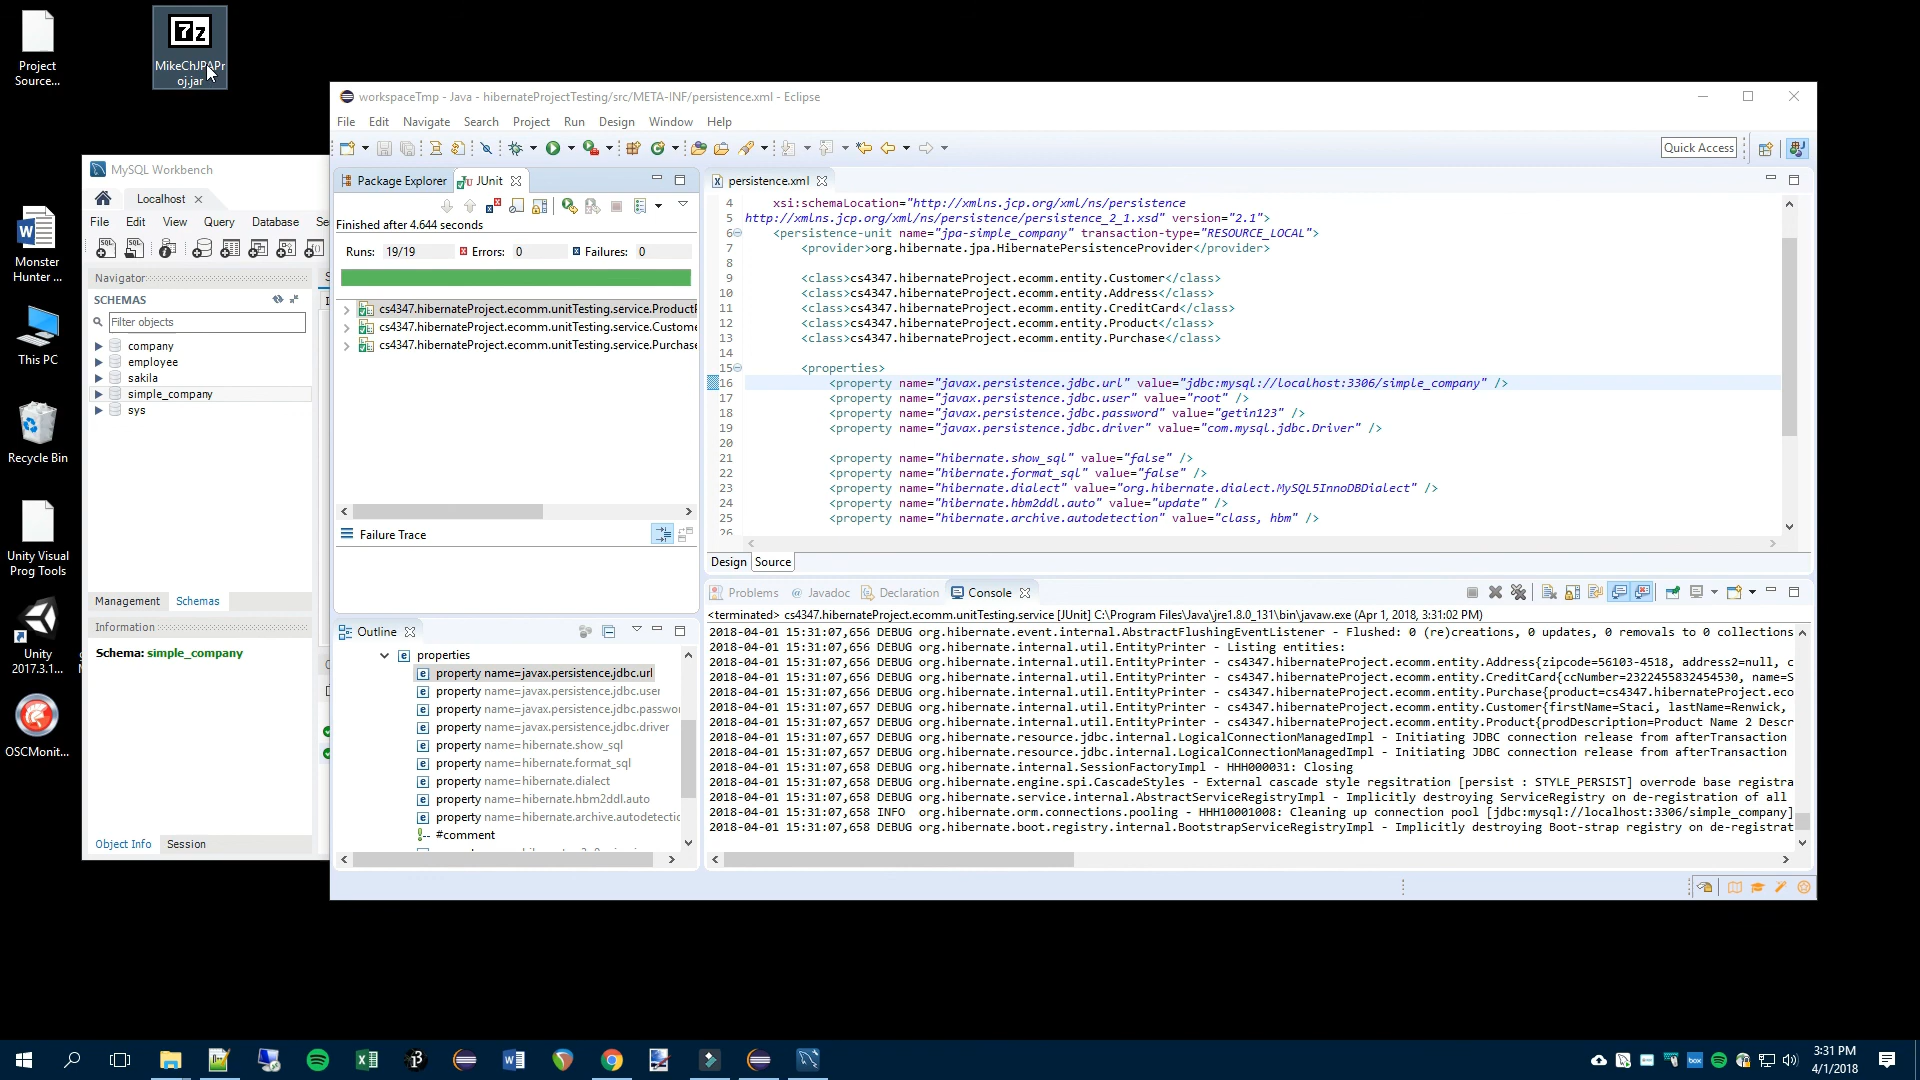 Project
Source...
7z
MikeChJPAPr
oj.jar
Monster
Hunter ...
This PC
Recycle Bin
Unity Visual
Prog Tools
Unity
2017.3.1...
OSCMonit...
MySQL Workbench
Localhost
File Edit View Query Database Se
Navigator
SCHEMAS
Filter objects
company
employee
sakila
simple_company
sys
Management Schemas
Information
Schema: simple_company
Object Info Session
workspaceTmp - Java - hibernateProjectTesting/src/META-INF/persistence.xml - Eclipse
File Edit Navigate Search Project Run Design Window Help
Quick Access
Package Explorer JUnit
Finished after 4.644 seconds
Runs: 19/19 Errors: 0 Failures: 0
cs4347.hibernateProject.ecomm.unitTesting.service.Product
cs4347.hibernateProject.ecomm.unitTesting.service.Custome
cs4347.hibernateProject.ecomm.unitTesting.service.Purchase
Failure Trace
Outline
properties
property name=javax.persistence.jdbc.url
property name=javax.persistence.jdbc.user
property name=javax.persistence.jdbc.passwor
property name=javax.persistence.jdbc.driver
property name=hibernate.show_sql
property name=hibernate.format_sql
property name=hibernate.dialect
property name=hibernate.hbm2ddl.auto
property name=hibernate.archive.autodetectic
#comment
persistence.xml
4 xsi:schemaLocation="http://xmlns.jcp.org/xml/ns/persistence
5 http://xmlns.jcp.org/xml/ns/persistence/persistence_2_1.xsd" version="2.1">
6 <persistence-unit name="jpa-simple_company" transaction-type="RESOURCE_LOCAL">
7 <provider>org.hibernate.jpa.HibernatePersistenceProvider</provider>
8
9 <class>cs4347.hibernateProject.ecomm.entity.Customer</class>
10 <class>cs4347.hibernateProject.ecomm.entity.Address</class>
11 <class>cs4347.hibernateProject.ecomm.entity.CreditCard</class>
12 <class>cs4347.hibernateProject.ecomm.entity.Product</class>
13 <class>cs4347.hibernateProject.ecomm.entity.Purchase</class>
14
15 <properties>
16 <property name="javax.persistence.jdbc.url" value="jdbc:mysql://localhost:3306/simple_company" />
17 <property name="javax.persistence.jdbc.user" value="root" />
18 <property name="javax.persistence.jdbc.password" value="getin123" />
19 <property name="javax.persistence.jdbc.driver" value="com.mysql.jdbc.Driver" />
20
21 <property name="hibernate.show_sql" value="false" />
22 <property name="hibernate.format_sql" value="false" />
23 <property name="hibernate.dialect" value="org.hibernate.dialect.MySQL5InnoDBDialect" />
24 <property name="hibernate.hbm2ddl.auto" value="update" />
25 <property name="hibernate.archive.autodetection" value="class, hbm" />
26
Design Source
Problems Javadoc Declaration Console
<terminated> cs4347.hibernateProject.ecomm.unitTesting.service [JUnit] C:\Program Files\Java\jre1.8.0_131\bin\javaw.exe (Apr 1, 2018, 3:31:02 PM)
2018-04-01 15:31:07,656 DEBUG org.hibernate.event.internal.AbstractFlushingEventListener - Flushed: 0 (re)creations, 0 updates, 0 removals to 0 collections
2018-04-01 15:31:07,656 DEBUG org.hibernate.internal.util.EntityPrinter - Listing entities:
2018-04-01 15:31:07,656 DEBUG org.hibernate.internal.util.EntityPrinter - cs4347.hibernateProject.ecomm.entity.Address{zipcode=56103-4518, address2=null, c
2018-04-01 15:31:07,656 DEBUG org.hibernate.internal.util.EntityPrinter - cs4347.hibernateProject.ecomm.entity.CreditCard{ccNumber=2322455832454530, name=S
2018-04-01 15:31:07,656 DEBUG org.hibernate.internal.util.EntityPrinter - cs4347.hibernateProject.ecomm.entity.Purchase{product=cs4347.hibernateProject.eco
2018-04-01 15:31:07,657 DEBUG org.hibernate.internal.util.EntityPrinter - cs4347.hibernateProject.ecomm.entity.Customer{firstName=Staci, lastName=Renwick,
2018-04-01 15:31:07,657 DEBUG org.hibernate.internal.util.EntityPrinter - cs4347.hibernateProject.ecomm.entity.Product{prodDescription=Product Name 2 Descr
2018-04-01 15:31:07,657 DEBUG org.hibernate.resource.jdbc.internal.LogicalConnectionManagedImpl - Initiating JDBC connection release from afterTransaction
2018-04-01 15:31:07,657 DEBUG org.hibernate.resource.jdbc.internal.LogicalConnectionManagedImpl - Initiating JDBC connection release from afterTransaction
2018-04-01 15:31:07,658 DEBUG org.hibernate.internal.SessionFactoryImpl - HHH000031: Closing
2018-04-01 15:31:07,658 DEBUG org.hibernate.engine.spi.CascadeStyles - External cascade style regsitration [persist : STYLE_PERSIST] overrode base registra
2018-04-01 15:31:07,658 DEBUG org.hibernate.service.internal.AbstractServiceRegistryImpl - Implicitly destroying ServiceRegistry on de-registration of all
2018-04-01 15:31:07,658 INFO org.hibernate.orm.connections.pooling - HHH10001008: Cleaning up connection pool [jdbc:mysql://localhost:3306/simple_company]
2018-04-01 15:31:07,658 DEBUG org.hibernate.boot.registry.internal.BootstrapServiceRegistryImpl - Implicitly destroying Boot-strap registry on de-registrat
3:31 PM
4/1/2018